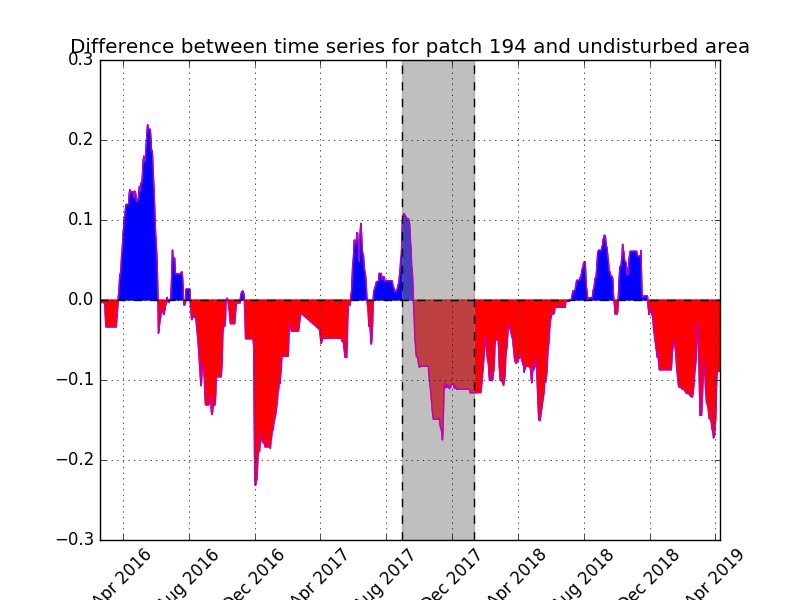 Difference between time series for patch 194 and undisturbed area
0.3
0.2
0.1
0.0
−0.1
−0.2
−0.3
Apr 2016
Aug 2016
Dec 2016
Apr 2017
Aug 2017
Dec 2017
Apr 2018
Aug 2018
Dec 2018
Apr 2019